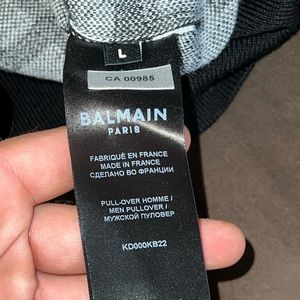 L
CA 00985
BALMAIN
PARIS
FABRIQUÉ EN FRANCE
MADE IN FRANCE
СДЕЛАНО ВО ФРАНЦИИ
PULL-OVER HOMME /
MEN PULLOVER /
МУЖСКОЙ ПУЛОВЕР
KD000KB22